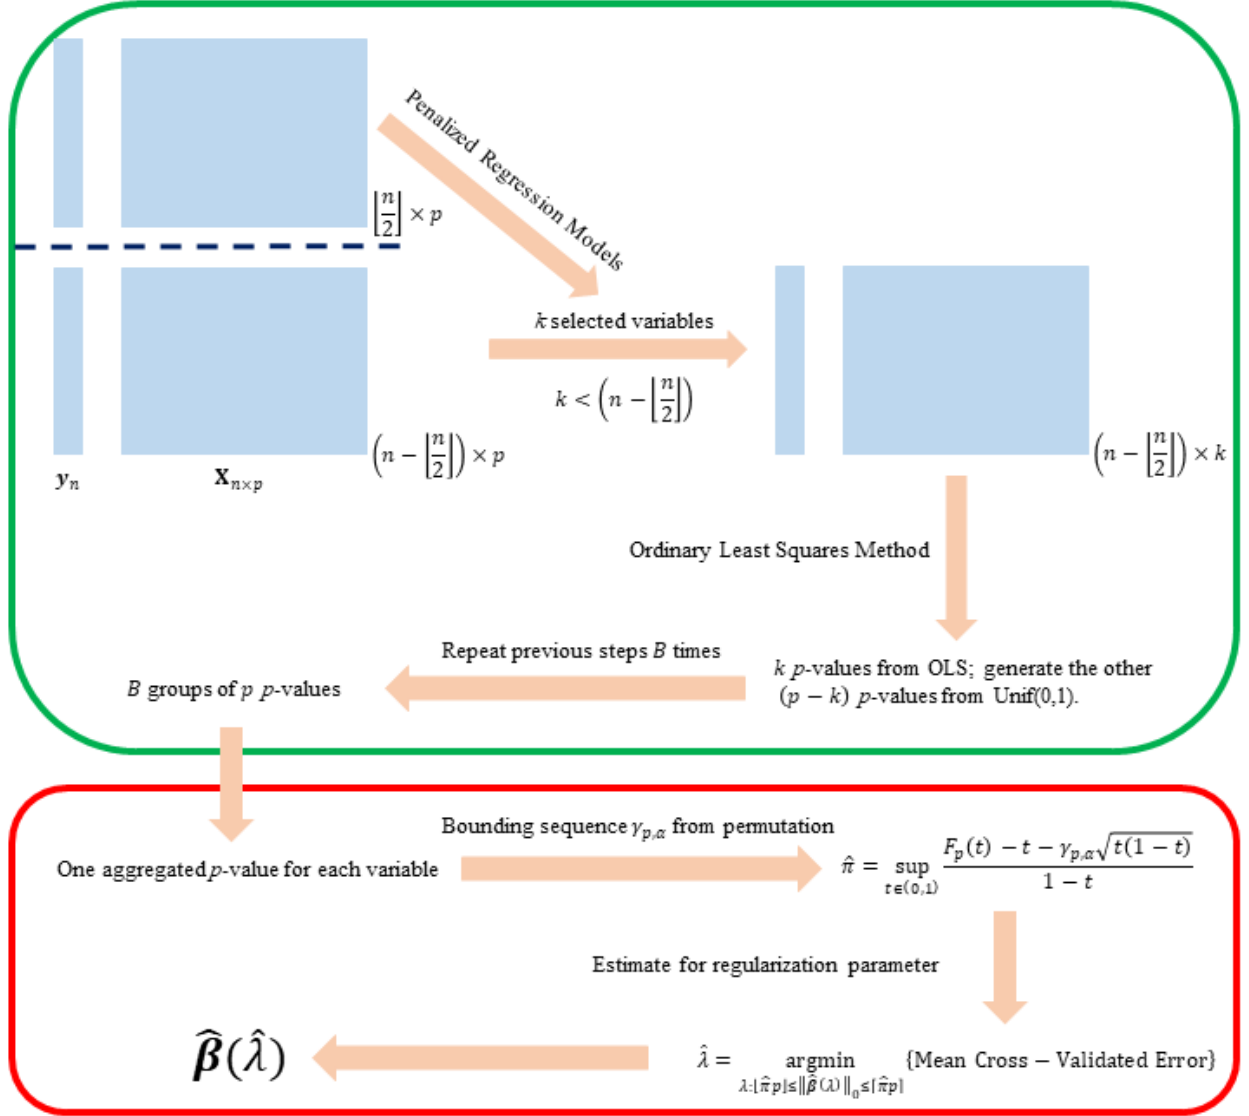 Penalized Regression Models
⌊n/2⌋ × p
k selected variables
k < (n − ⌊n/2⌋)
(n − ⌊n/2⌋) × p
(n − ⌊n/2⌋) × k
yₙ
Xₙ×ₚ
Ordinary Least Squares Method
Repeat previous steps B times
k p-values from OLS; generate the other
(p − k) p-values from Unif(0,1).
B groups of p p-values
Bounding sequence γ_{p,α} from permutation
One aggregated p-value for each variable
π̂ = sup_{t∈(0,1)} (F_p(t) − t − γ_{p,α}√(t(1 − t))) / (1 − t)
Estimate for regularization parameter
β̂(λ̂)
λ̂ = argmin_{λ:⌊π̂p⌋≤‖β̂(λ)‖₀≤⌈π̂p⌉} {Mean Cross − Validated Error}